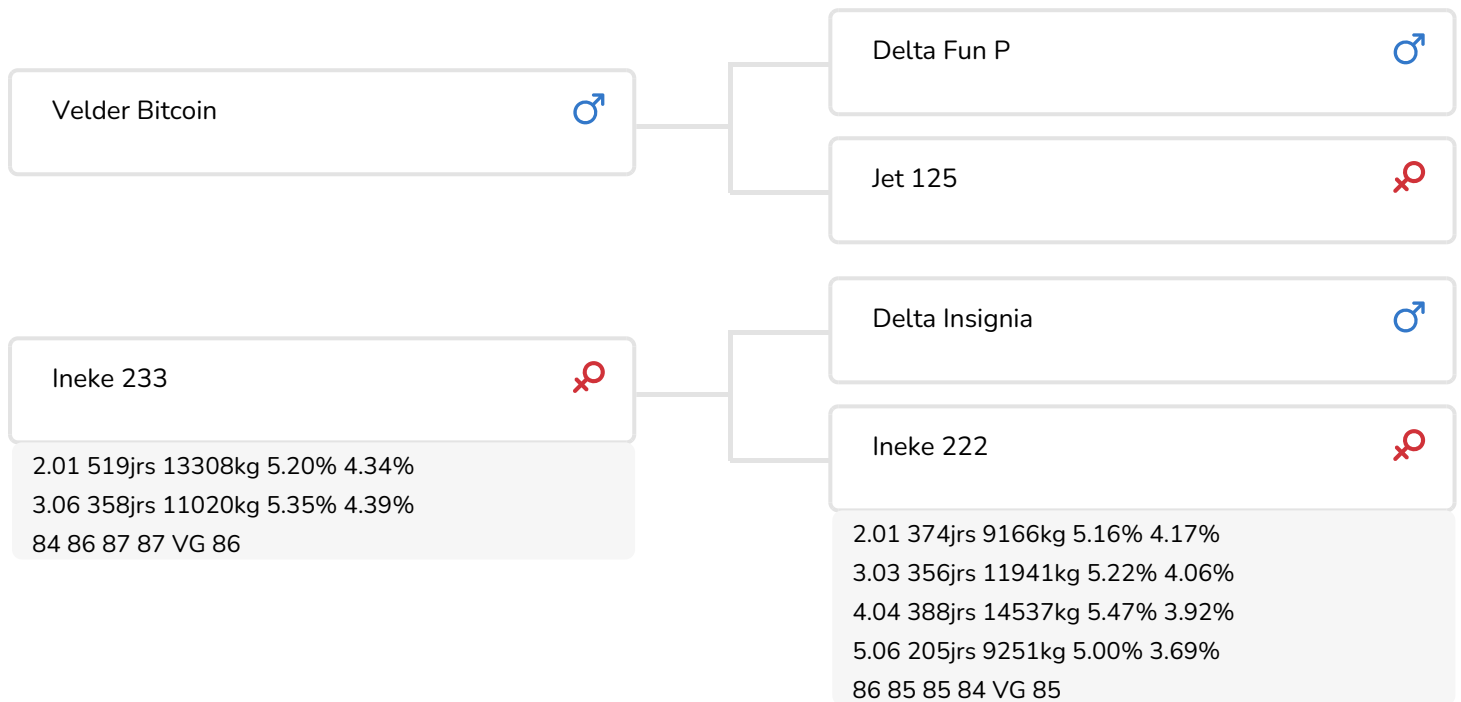 Velder Bitcoin
Delta Fun P
Jet 125
Ineke 233
2.01 519jrs 13308kg 5.20% 4.34%
3.06 358jrs 11020kg 5.35% 4.39%
84 86 87 87 VG 86
Delta Insignia
Ineke 222
2.01 374jrs 9166kg 5.16% 4.17%
3.03 356jrs 11941kg 5.22% 4.06%
4.04 388jrs 14537kg 5.47% 3.92%
5.06 205jrs 9251kg 5.00% 3.69%
86 85 85 84 VG 85